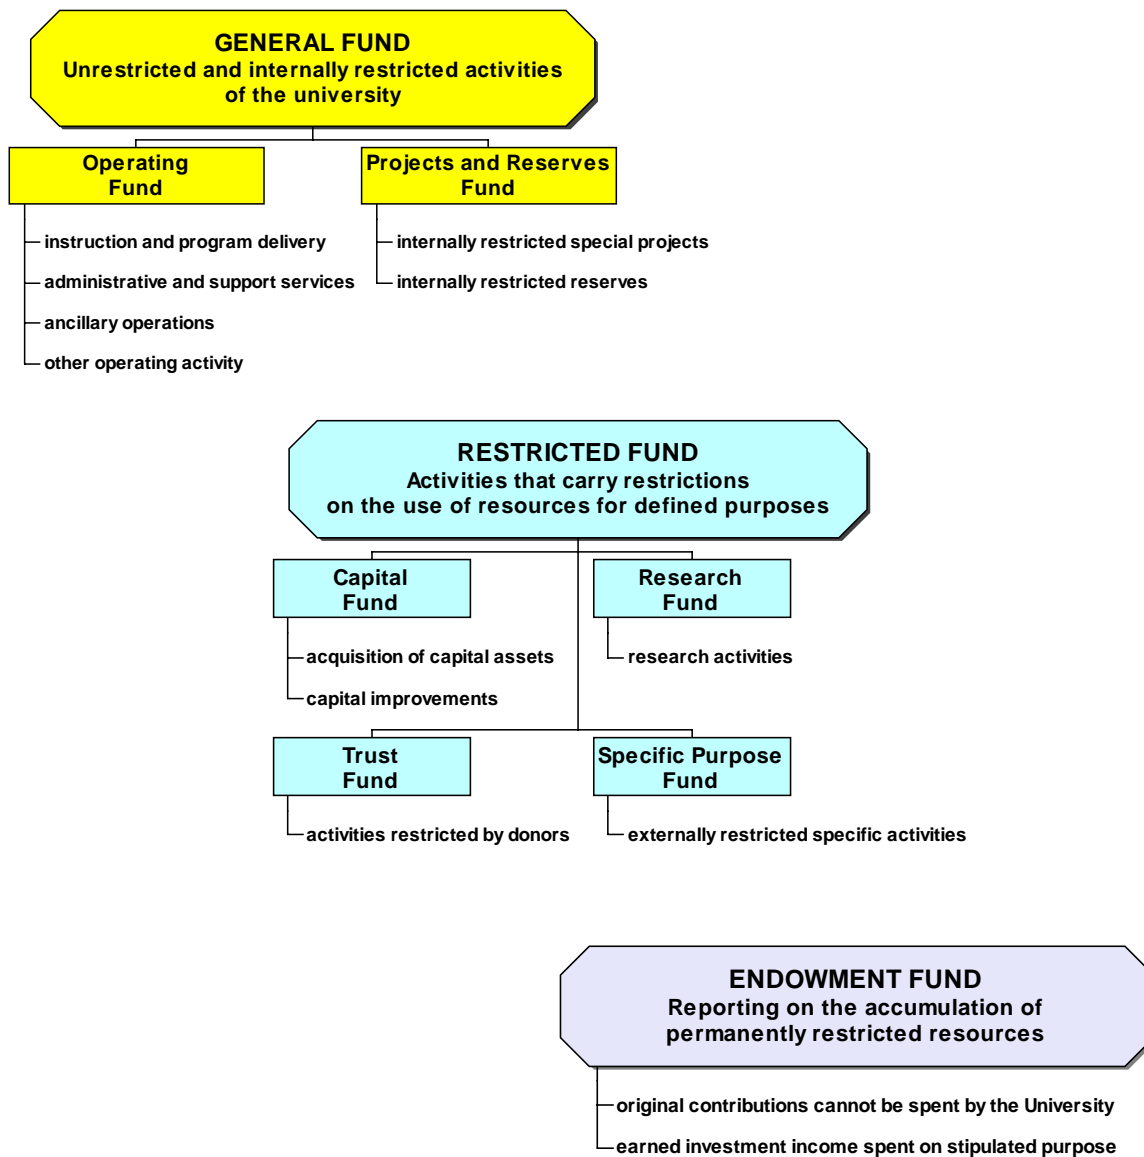 GENERAL FUND
Unrestricted and internally restricted activities
of the university
Operating
Fund
instruction and program delivery
administrative and support services
ancillary operations
other operating activity
Projects and Reserves
Fund
internally restricted special projects
internally restricted reserves
RESTRICTED FUND
Activities that carry restrictions
on the use of resources for defined purposes
Capital
Fund
acquisition of capital assets
capital improvements
Research
Fund
research activities
Trust
Fund
activities restricted by donors
Specific Purpose
Fund
externally restricted specific activities
ENDOWMENT FUND
Reporting on the accumulation of
permanently restricted resources
original contributions cannot be spent by the University
earned investment income spent on stipulated purpose